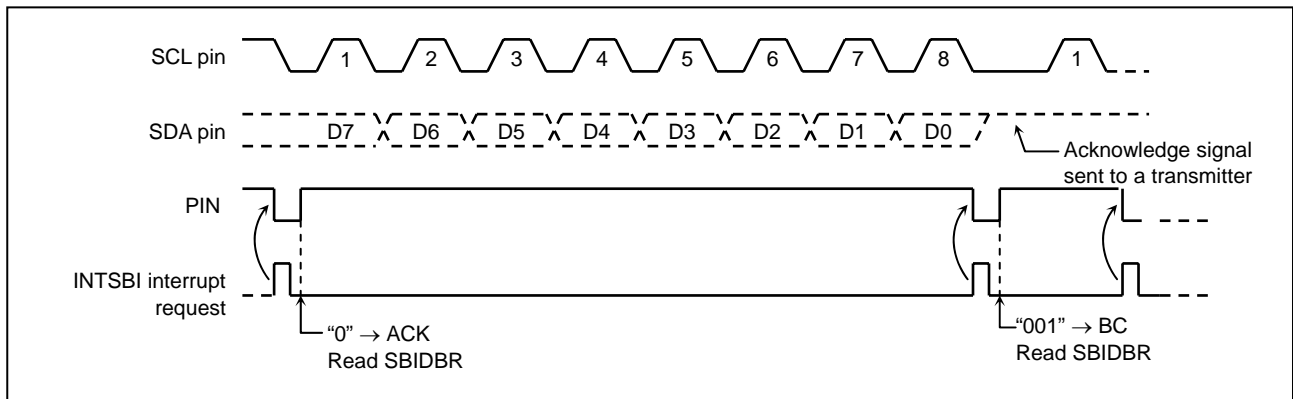 SCL pin 1 2 3 4 5 6 7 8 1
SDA pin D7 D6 D5 D4 D3 D2 D1 D0
Acknowledge signal
sent to a transmitter
PIN
INTSBI interrupt
request
“0” → ACK
Read SBIDBR
“001” → BC
Read SBIDBR